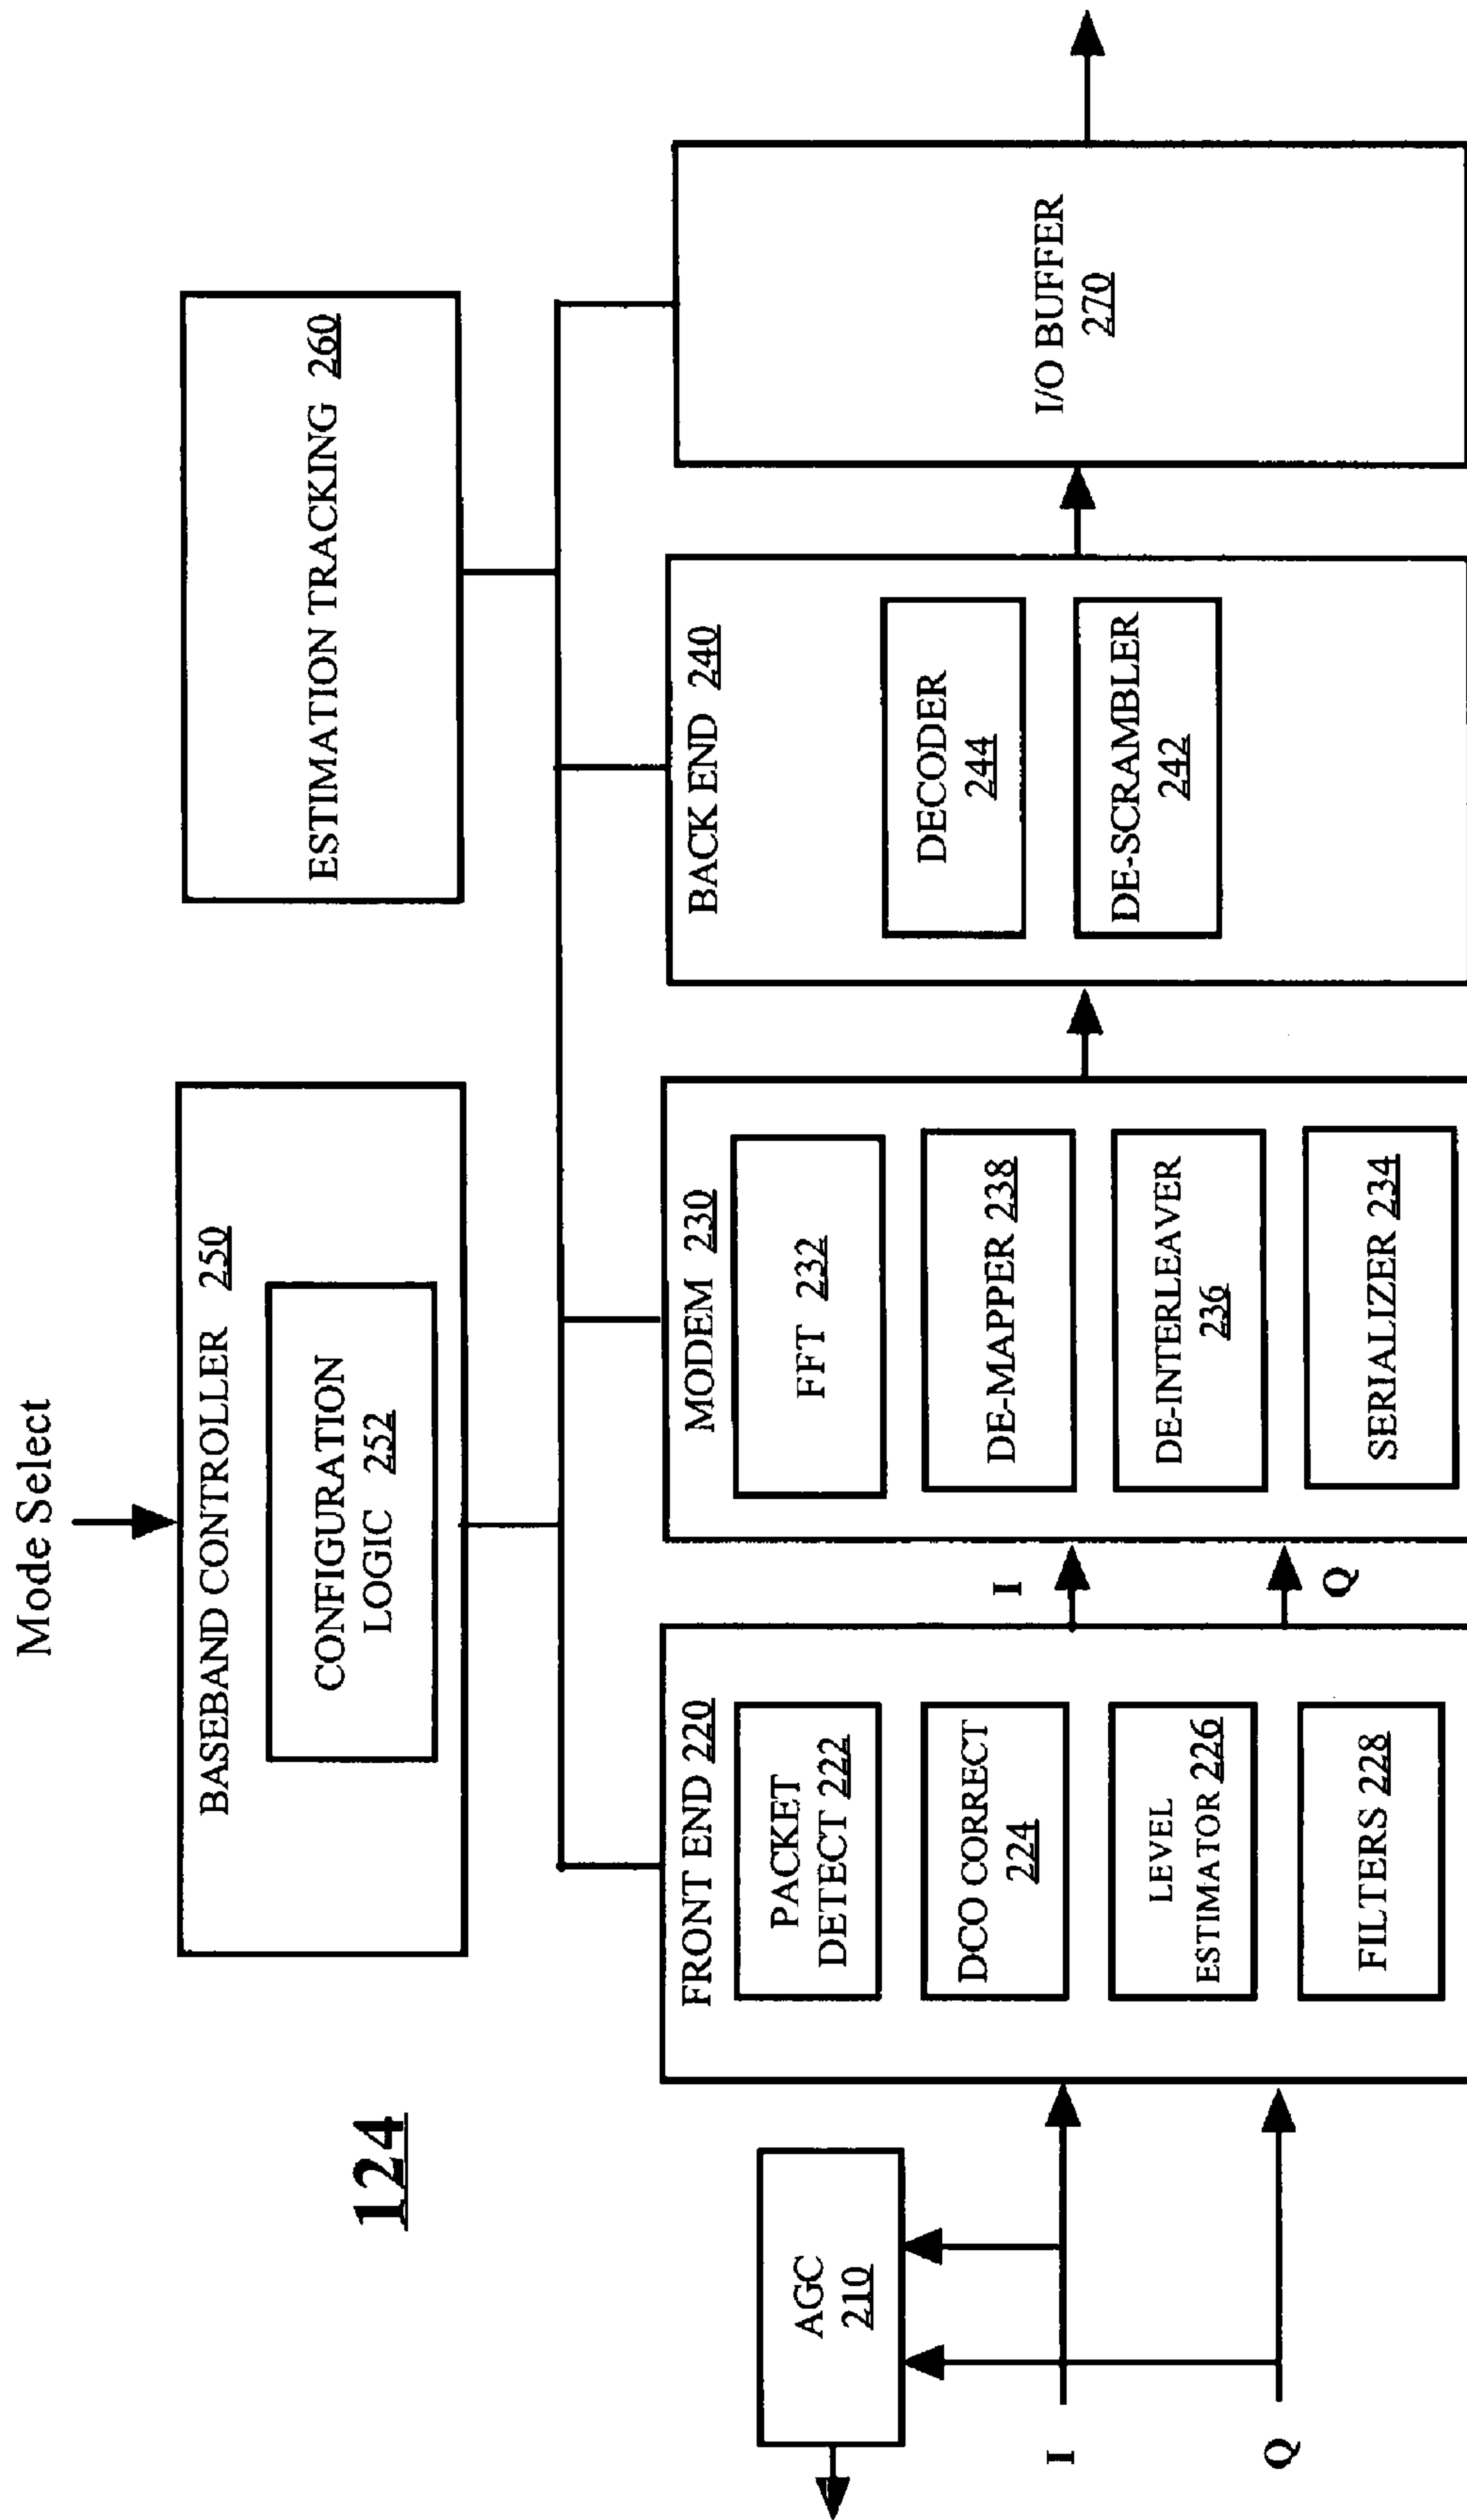 Mode Select
BASEBAND CONTROLLER 250
CONFIGURATION
LOGIC 252
ESTIMATION TRACKING 260
124
AGC
210
I
Q
FRONT END 220
PACKET
DETECT 222
DCO CORRECT
224
LEVEL
ESTIMATOR 226
FILTERS 228
I
Q
MODEM 230
FFT 232
DE-MAPPER 238
DE-INTERLEAVER
236
SERIALIZER 234
BACK END 240
DECODER
244
DE-SCRAMBLER
242
I/O BUFFER
270